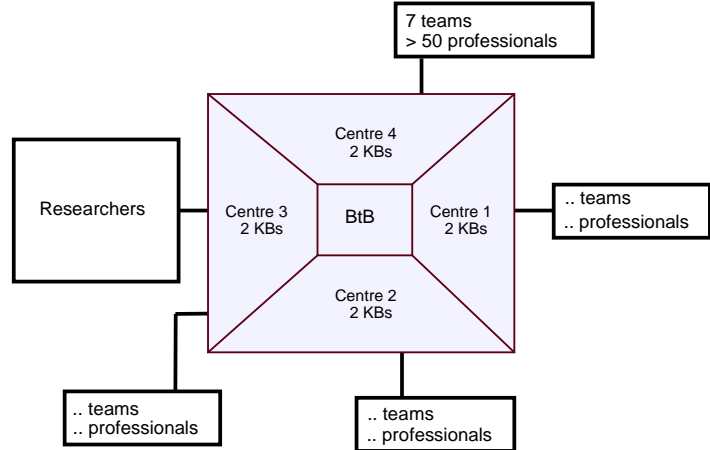 7 teams
> 50 professionals
Centre 4
2 KBs
Researchers
Centre 3
2 KBs
BtB
Centre 1
2 KBs
.. teams
.. professionals
Centre 2
2 KBs
.. teams
.. professionals
.. teams
.. professionals